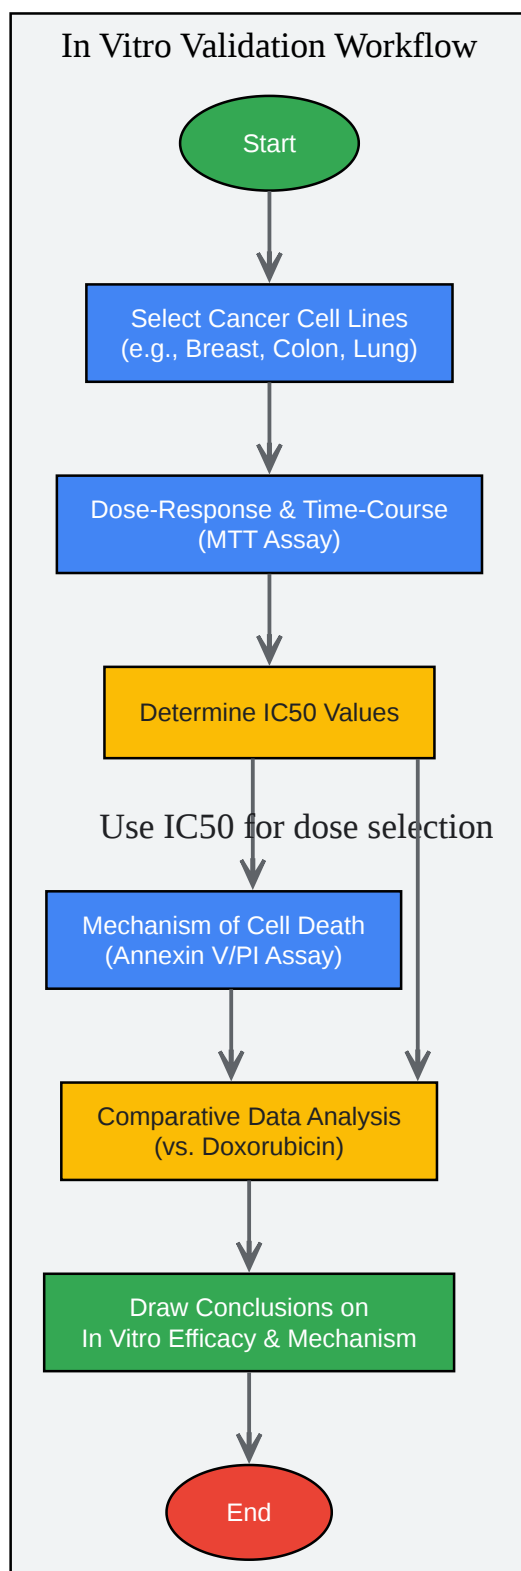 In Vitro Validation Workflow
Start
Select Cancer Cell Lines
(e.g., Breast, Colon, Lung)
Dose-Response & Time-Course
(MTT Assay)
Determine IC50 Values
Use IC50 for dose selection
Mechanism of Cell Death
(Annexin V/PI Assay)
Comparative Data Analysis
(vs. Doxorubicin)
Draw Conclusions on
In Vitro Efficacy & Mechanism
End